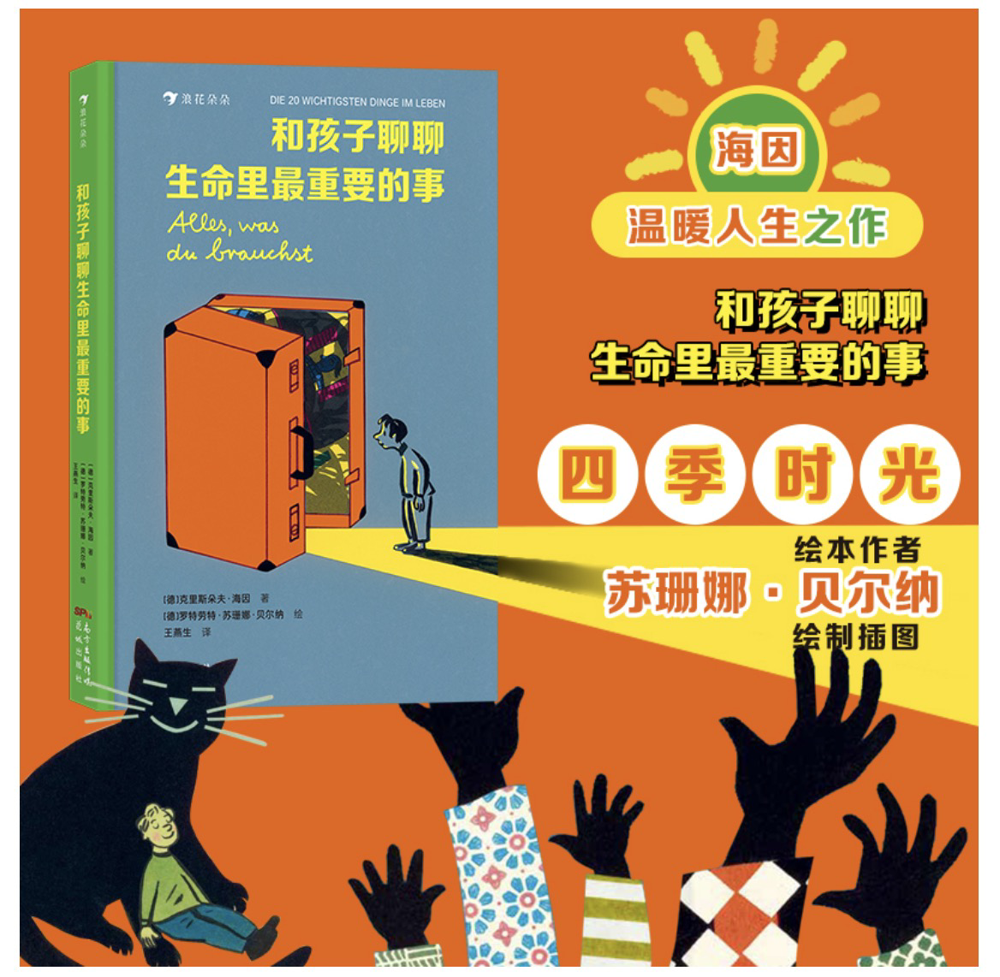 浪花朵朵
和孩子聊聊生命里最重要的事
[德]克里斯朵夫·海因 著
[德]罗特劳特·苏珊娜·贝尔纳 绘
王燕生 译
南方出版传媒
花城出版社
浪花朵朵
DIE 20 WICHTIGSTEN DINGE IM LEBEN
和孩子聊聊
生命里最重要的事
Alles, was
du brauchst
[德]克里斯朵夫·海因 著
[德]罗特劳特·苏珊娜·贝尔纳 绘
王燕生 译
海因
温暖人生之作
和孩子聊聊
生命里最重要的事
四季时光
绘本作者
苏珊娜·贝尔纳
绘制插图